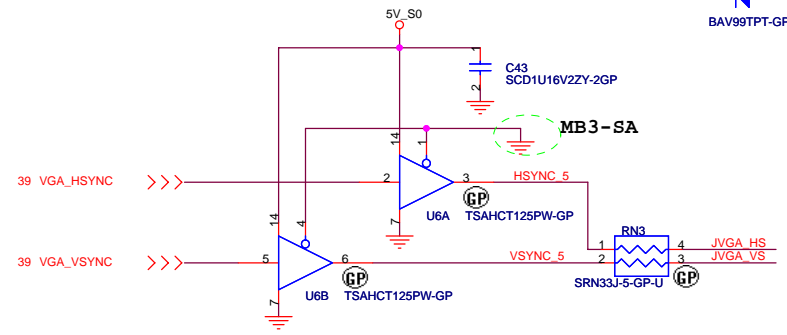 BAV99TPT-GP
5V_S0
1
C43
SCD1U16V2ZY-2GP
2
MB3-SA
14
1
39 VGA_HSYNC
2
3
HSYNC_5
GP
7
U6A TSAHCT125PW-GP
14
4
RN3
1
4
JVGA_HS
39 VGA_VSYNC
5
6
VSYNC_5
2
3
JVGA_VS
GP
GP
SRN33J-5-GP-U
7
U6B TSAHCT125PW-GP